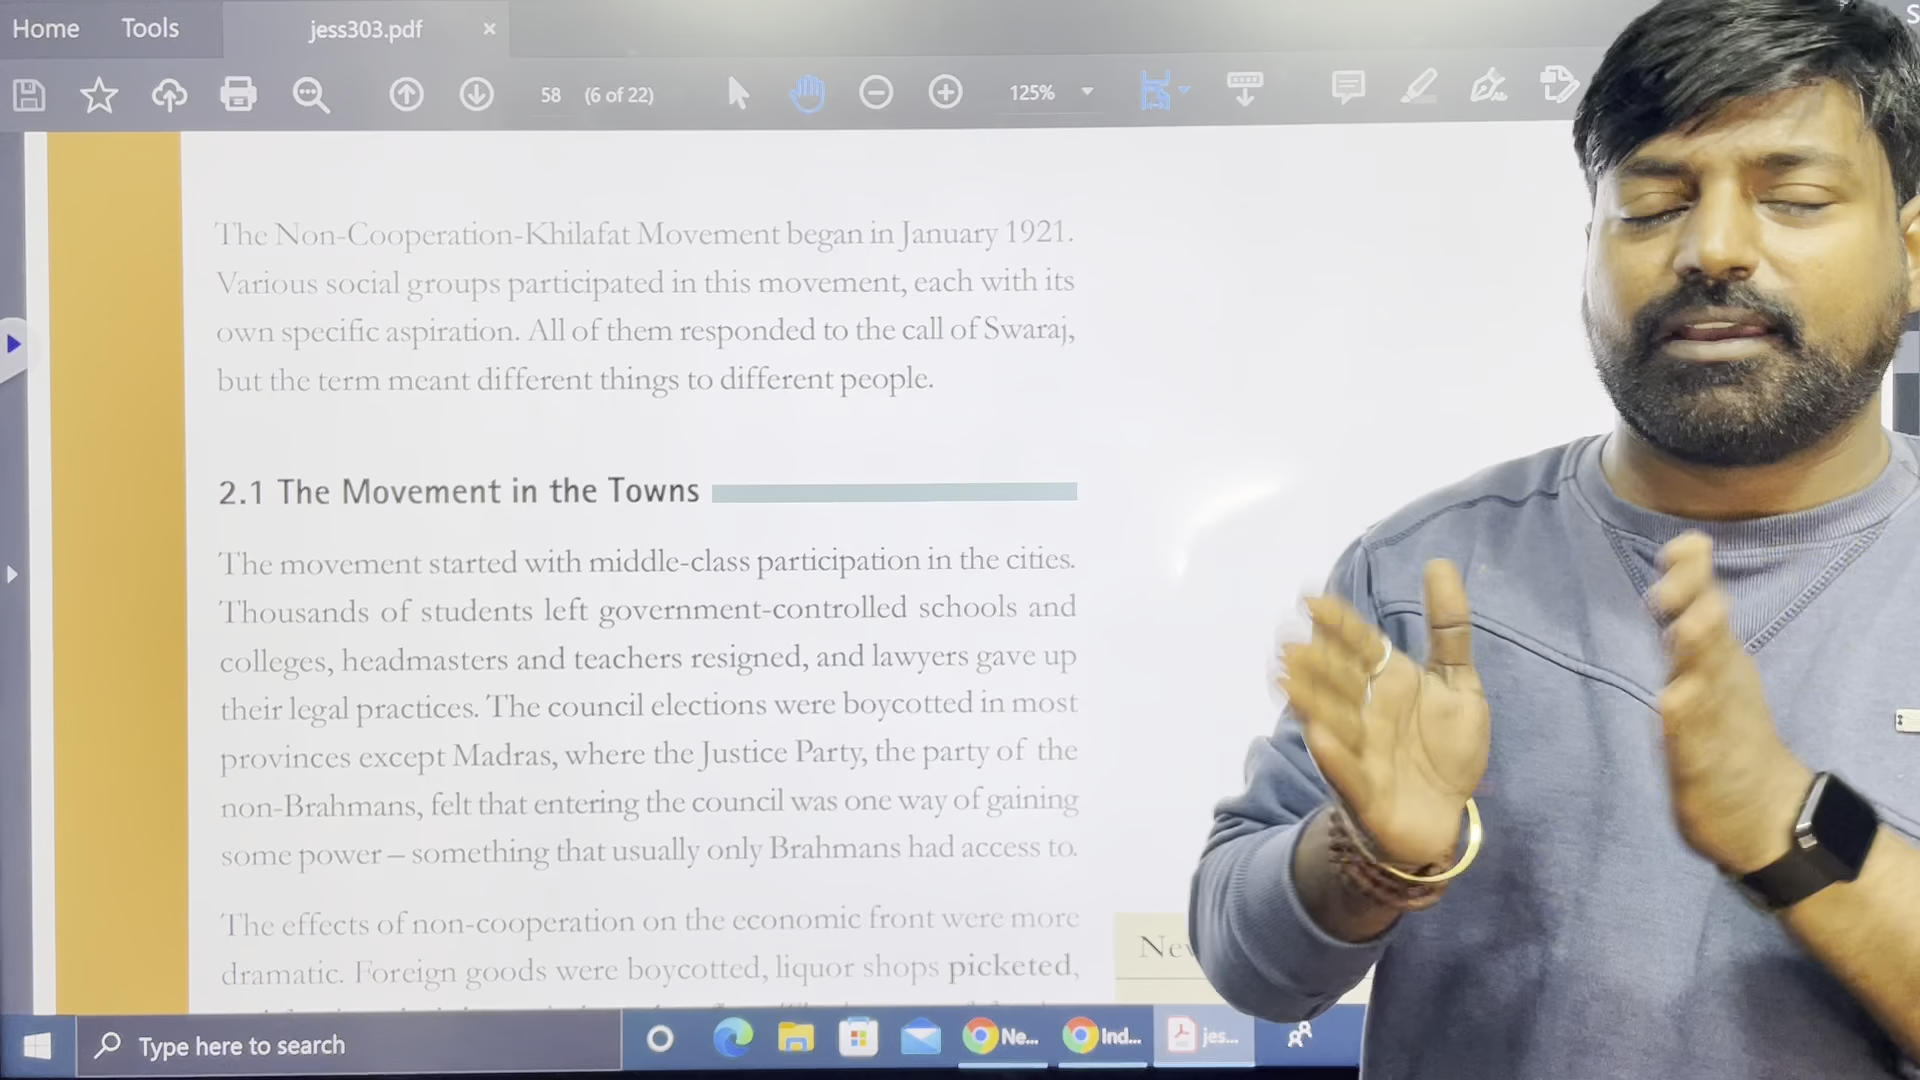 Home Tools jess303.pdf ×
58 (6 of 22) 125%
The Non-Cooperation-Khilafat Movement began in January 1921.
Various social groups participated in this movement, each with its
own specific aspiration. All of them responded to the call of Swaraj,
but the term meant different things to different people.
2.1 The Movement in the Towns
The movement started with middle-class participation in the cities.
Thousands of students left government-controlled schools and
colleges, headmasters and teachers resigned, and lawyers gave up
their legal practices. The council elections were boycotted in most
provinces except Madras, where the Justice Party, the party of the
non-Brahmans, felt that entering the council was one way of gaining
some power – something that usually only Brahmans had access to.
The effects of non-cooperation on the economic front were more
dramatic. Foreign goods were boycotted, liquor shops picketed,
New
Type here to search Ne... Ind... jes...